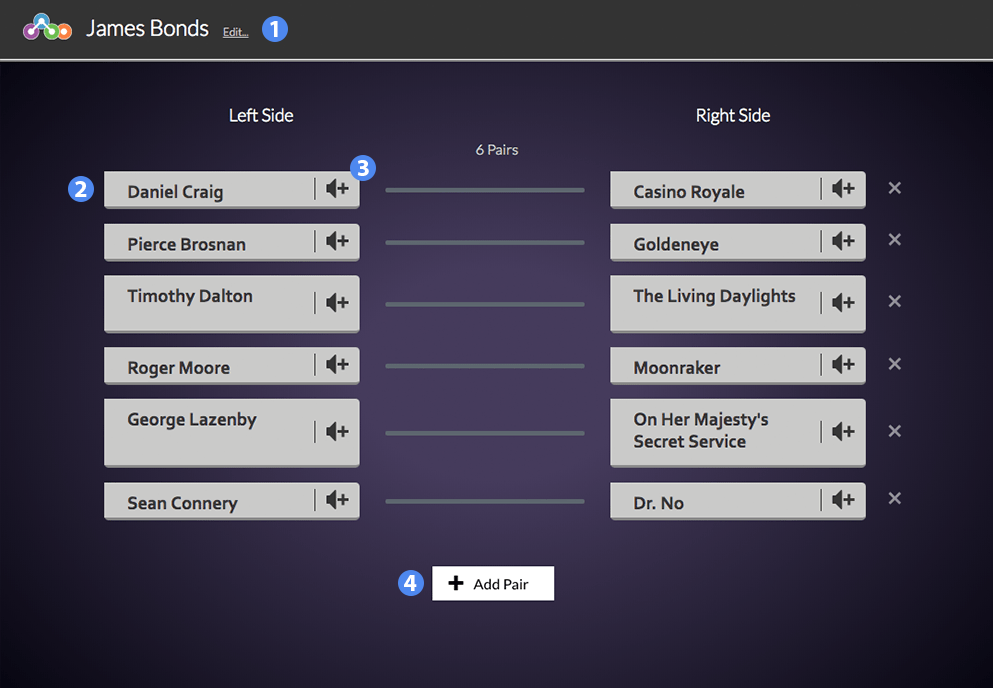 James Bonds Edit... 1
Left Side Right Side
6 Pairs
3
2 Daniel Craig Casino Royale
Pierce Brosnan Goldeneye
Timothy Dalton The Living Daylights
Roger Moore Moonraker
George Lazenby On Her Majesty's
Secret Service
Sean Connery Dr. No
4 Add Pair